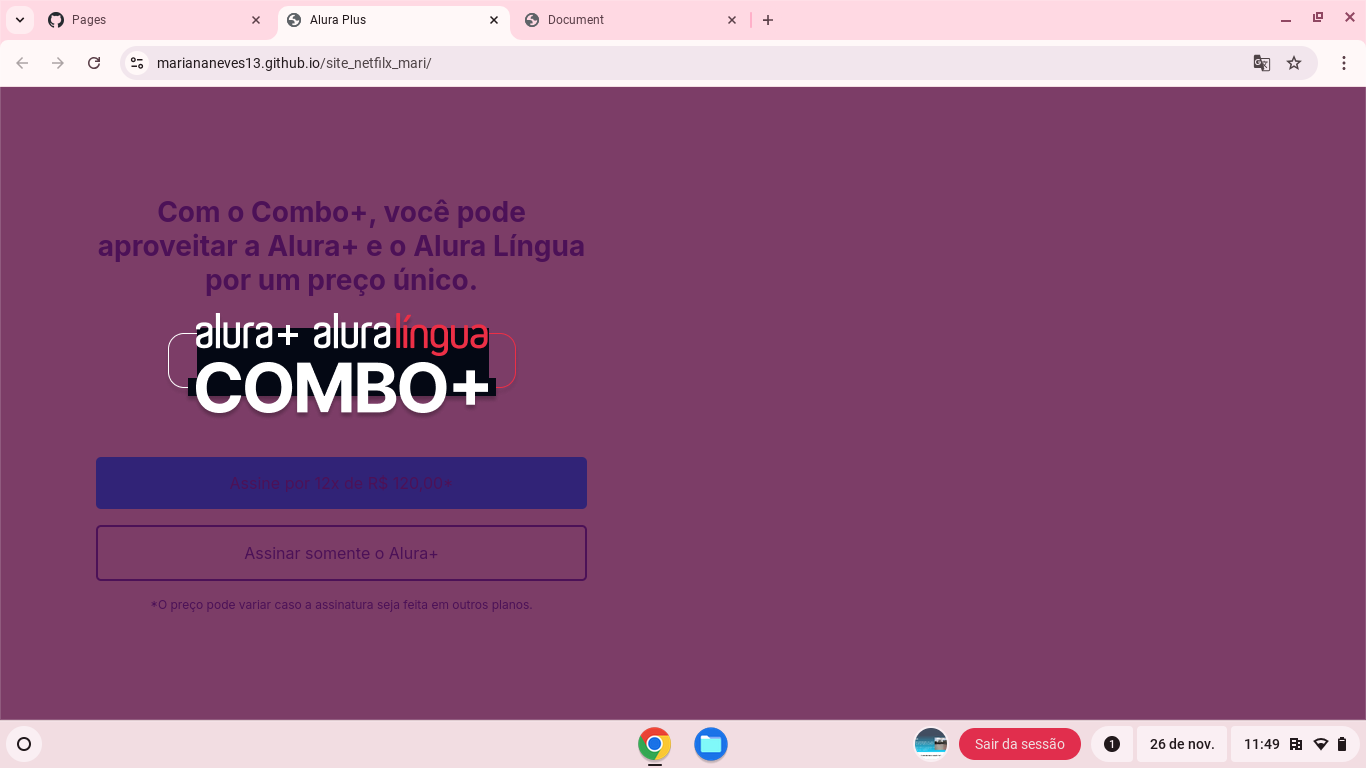 Pages
Alura Plus
Document
mariananeves13.github.io/site_netfilx_mari/
Com o Combo+, você pode
aproveitar a Alura+ e o Alura Língua
por um preço único.
alura+ aluralíngua
COMBO+
Assine por 12x de R$ 120,00*
Assinar somente o Alura+
*O preço pode variar caso a assinatura seja feita em outros planos.
Sair da sessão
1
26 de nov.
11:49